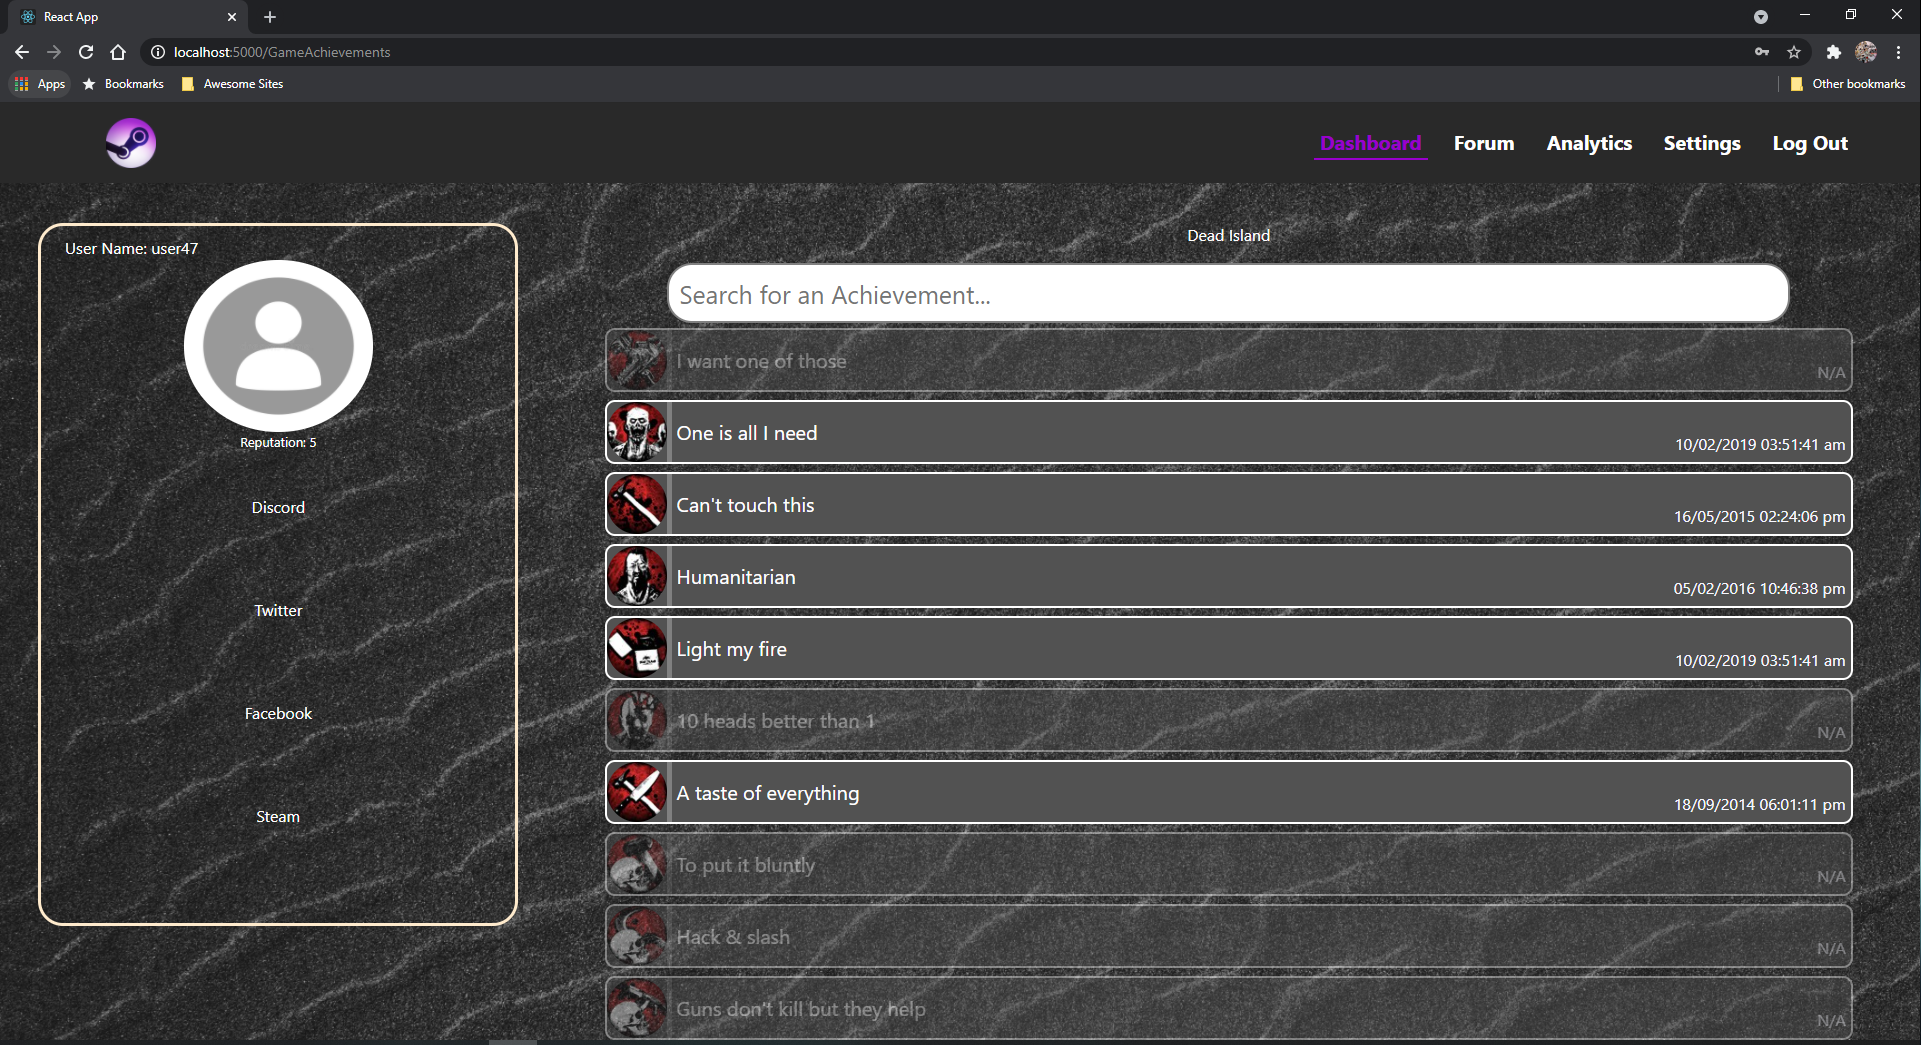 React App
localhost:5000/GameAchievements
Apps Bookmarks Awesome Sites Other bookmarks
Dashboard Forum Analytics Settings Log Out
User Name: user47
Reputation: 5
Discord
Twitter
Facebook
Steam
Dead Island
Search for an Achievement...
I want one of those
N/A
One is all I need
10/02/2019 03:51:41 am
Can't touch this
16/05/2015 02:24:06 pm
Humanitarian
05/02/2016 10:46:38 pm
Light my fire
10/02/2019 03:51:41 am
10 heads better than 1
N/A
A taste of everything
18/09/2014 06:01:11 pm
To put it bluntly
N/A
Hack & slash
N/A
Guns don't kill but they help
N/A